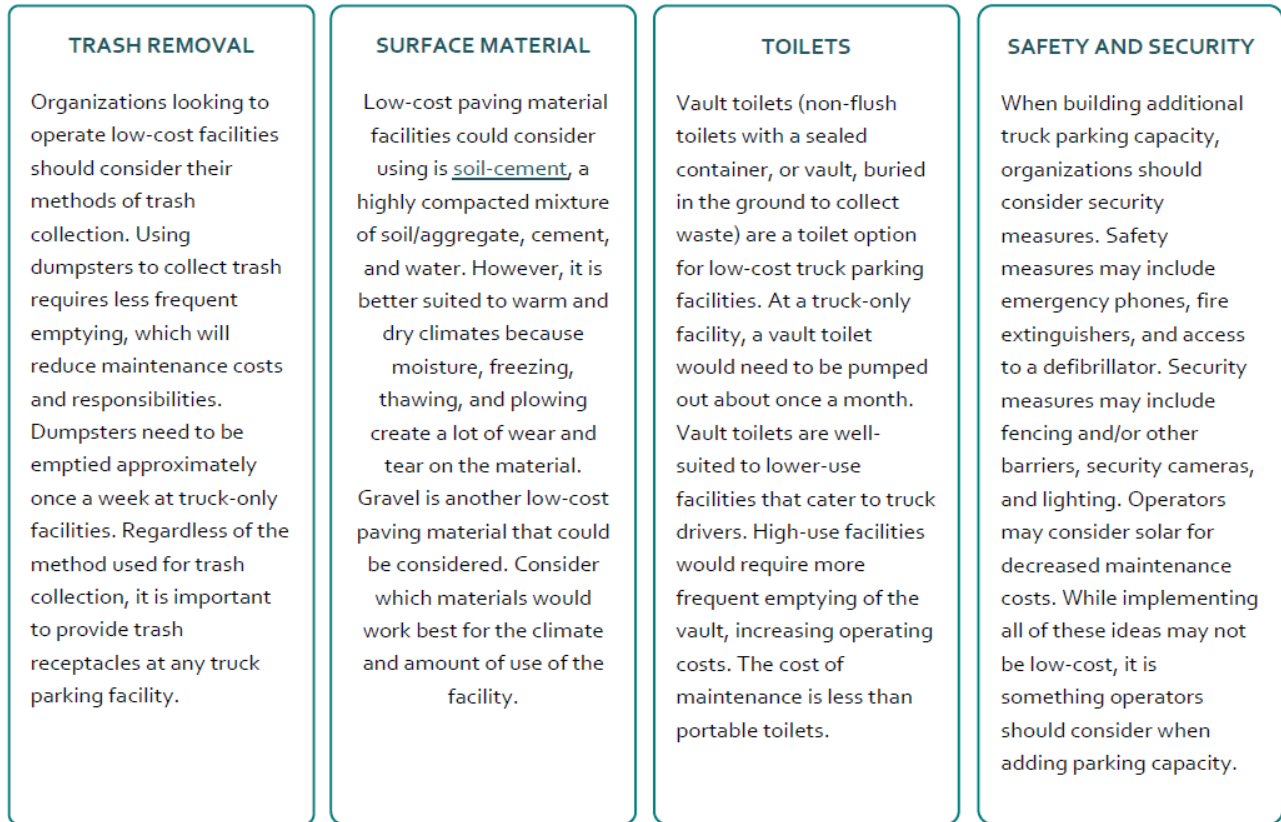 TRASH REMOVAL
Organizations looking to
operate low-cost facilities
should consider their
methods of trash
collection. Using
dumpsters to collect trash
requires less frequent
emptying, which will
reduce maintenance costs
and responsibilities.
Dumpsters need to be
emptied approximately
once a week at truck-only
facilities. Regardless of the
method used for trash
collection, it is important
to provide trash
receptacles at any truck
parking facility.
SURFACE MATERIAL
Low-cost paving material
facilities could consider
using is soil-cement, a
highly compacted mixture
of soil/aggregate, cement,
and water. However, it is
better suited to warm and
dry climates because
moisture, freezing,
thawing, and plowing
create a lot of wear and
tear on the material.
Gravel is another low-cost
paving material that could
be considered. Consider
which materials would
work best for the climate
and amount of use of the
facility.
TOILETS
Vault toilets (non-flush
toilets with a sealed
container, or vault, buried
in the ground to collect
waste) are a toilet option
for low-cost truck parking
facilities. At a truck-only
facility, a vault toilet
would need to be pumped
out about once a month.
Vault toilets are well-
suited to lower-use
facilities that cater to truck
drivers. High-use facilities
would require more
frequent emptying of the
vault, increasing operating
costs. The cost of
maintenance is less than
portable toilets.
SAFETY AND SECURITY
When building additional
truck parking capacity,
organizations should
consider security
measures. Safety
measures may include
emergency phones, fire
extinguishers, and access
to a defibrillator. Security
measures may include
fencing and/or other
barriers, security cameras,
and lighting. Operators
may consider solar for
decreased maintenance
costs. While implementing
all of these ideas may not
be low-cost, it is
something operators
should consider when
adding parking capacity.